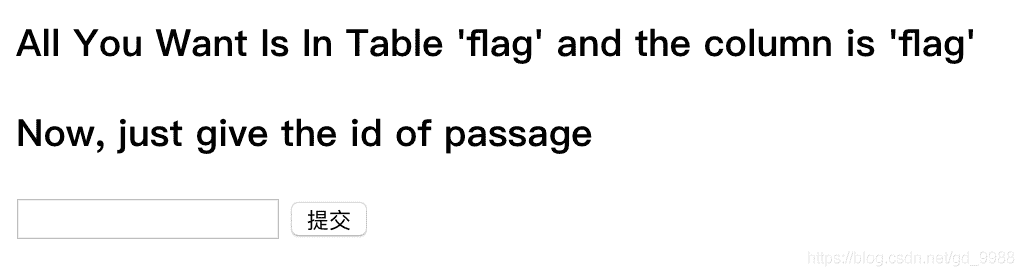 All You Want Is In Table 'flag' and the column is 'flag'
Now, just give the id of passage
提交
https://blog.csdn.net/gd_9988